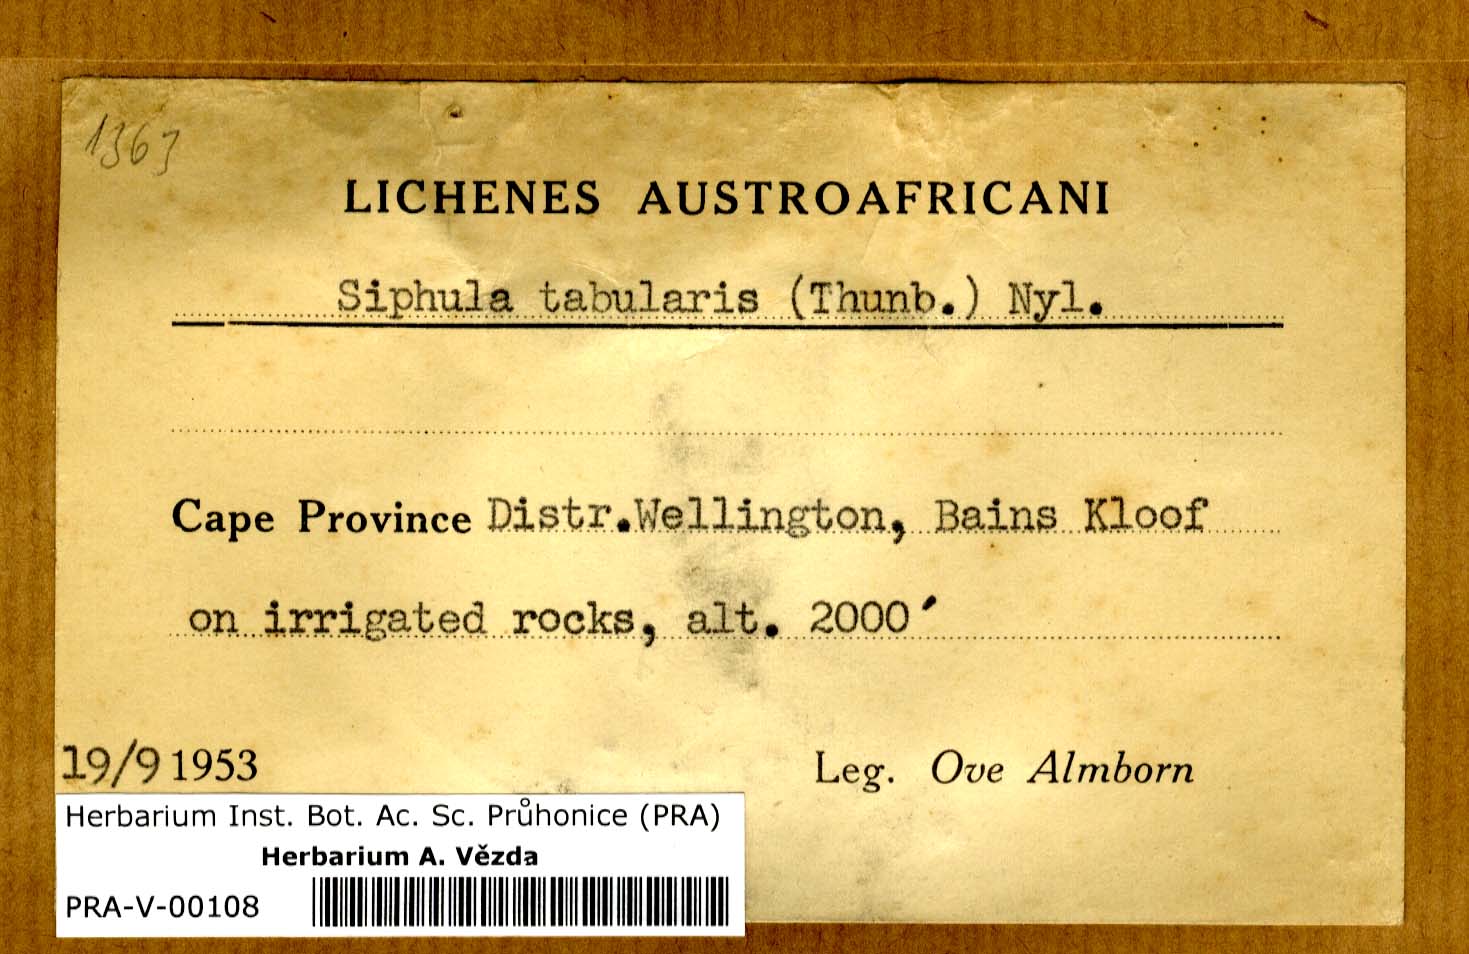 1363
LICHENES AUSTROAFRICANI
Siphula tabularis (Thunb.) Nyl.
Cape Province Distr.Wellington, Bains Kloof
on irrigated rocks, alt. 2000'
19/9 1953 Leg. Ove Almborn
Herbarium Inst. Bot. Ac. Sc. Průhonice (PRA)
Herbarium A. Vězda
PRA-V-00108